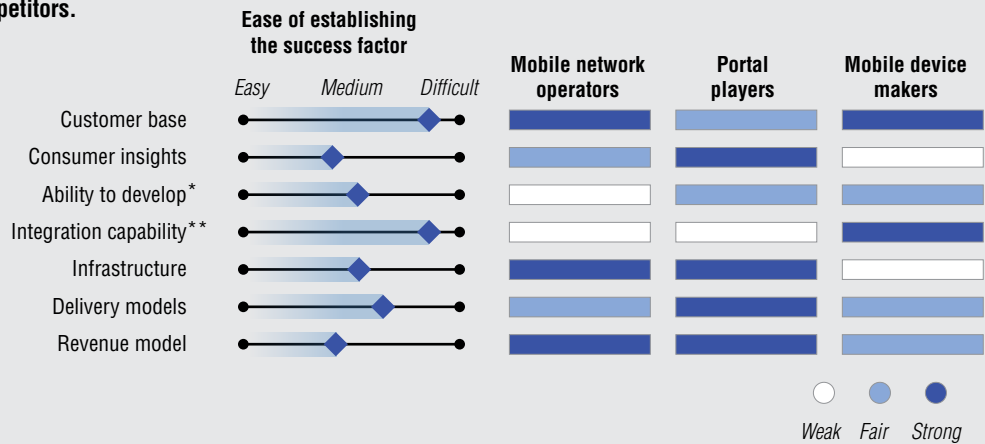 petitors.
Ease of establishing
the success factor
Easy Medium Difficult
Mobile network
operators
Portal
players
Mobile device
makers
Customer base
Consumer insights
Ability to develop*
Integration capability**
Infrastructure
Delivery models
Revenue model
Weak Fair Strong